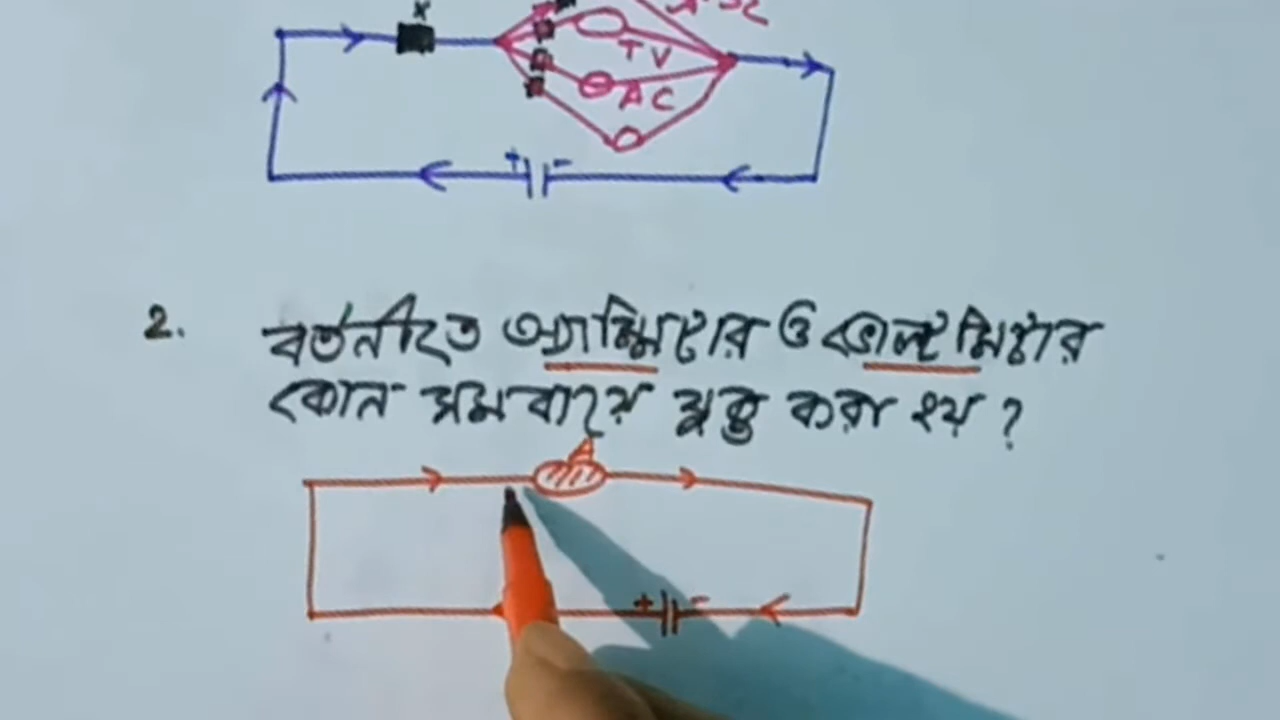 x
TV
AC
+ -
2. বর্তনীতে অ্যামিটার ও ভোল্টমিটার
কোন সমবায়ে যুক্ত করা হয় ?
+ -